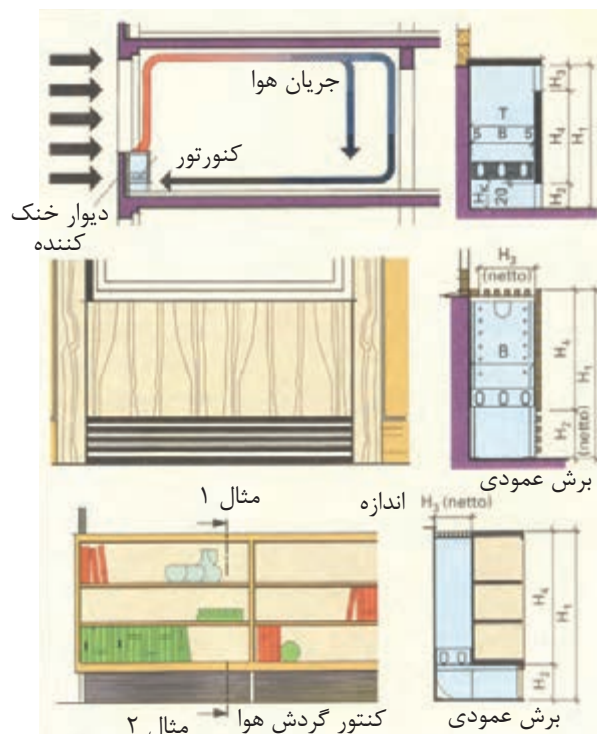 جریان هوا
کنورتور
دیوار خنک
کننده
H₃
T
5 B 5
H₄
H₁
20
H₂
H₃
(netto)
B
H₄
H₁
H₂
(netto)
برش عمودی
مثال ۱
اندازه
H₃ (netto)
H₄
H₁
H₂
کنتور گردش هوا
مثال ۲
برش عمودی